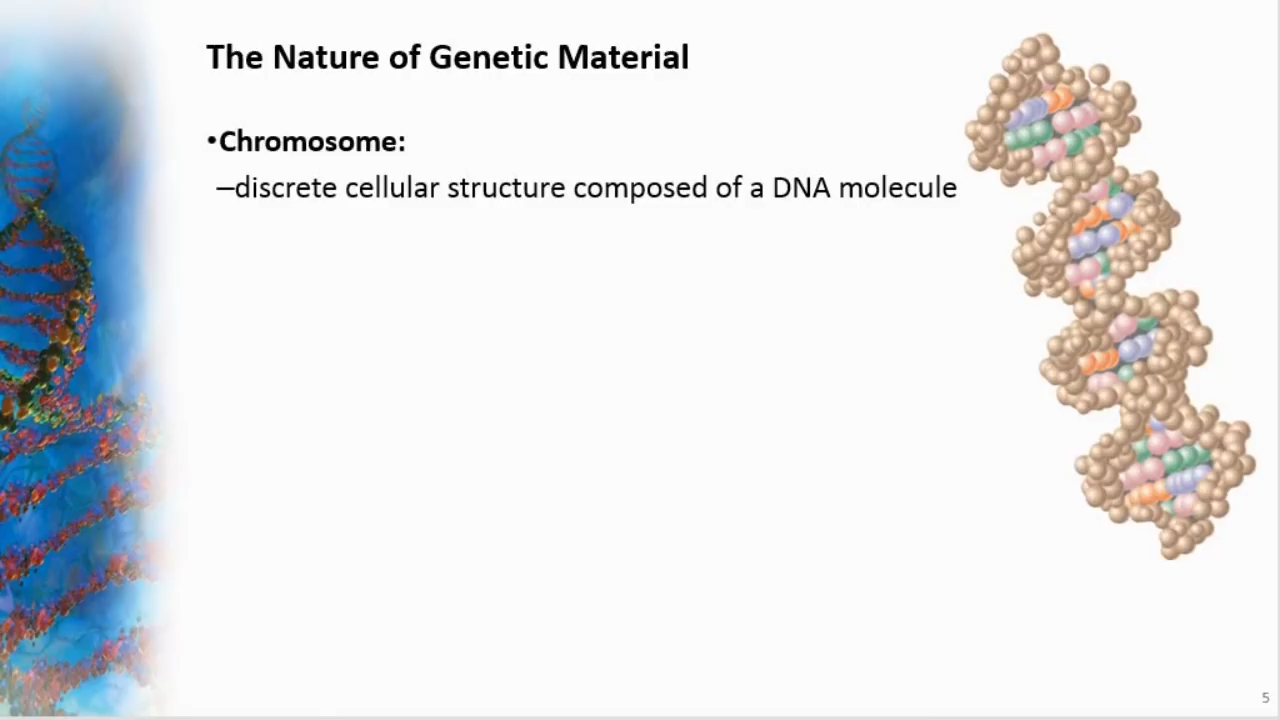 The Nature of Genetic Material
•Chromosome:
–discrete cellular structure composed of a DNA molecule
5